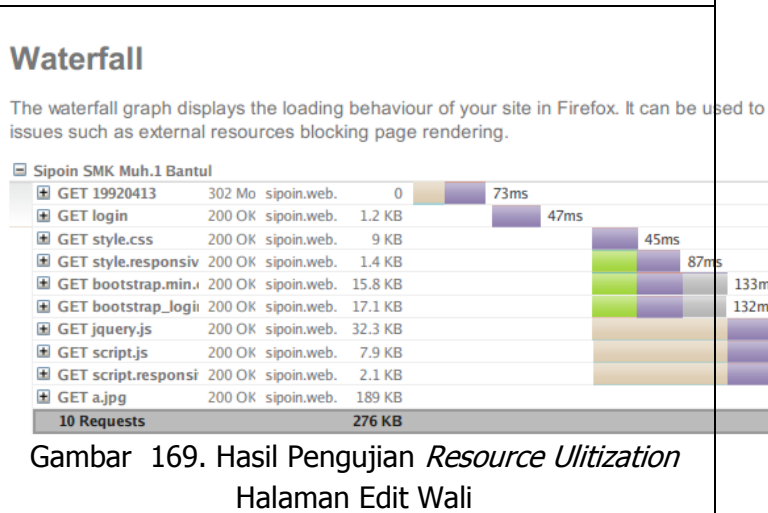 Waterfall
The waterfall graph displays the loading behaviour of your site in Firefox. It can be used to
issues such as external resources blocking page rendering.
Sipoin SMK Muh.1 Bantul
GET 19920413 302 Mo sipoin.web. 0 73ms
GET login 200 OK sipoin.web. 1.2 KB 47ms
GET style.css 200 OK sipoin.web. 9 KB 45ms
GET style.responsiv 200 OK sipoin.web. 1.4 KB 87ms
GET bootstrap.min. 200 OK sipoin.web. 15.8 KB 133m
GET bootstrap_logi 200 OK sipoin.web. 17.1 KB 132m
GET jquery.js 200 OK sipoin.web. 32.3 KB
GET script.js 200 OK sipoin.web. 7.9 KB
GET script.responsi 200 OK sipoin.web. 2.1 KB
GET a.jpg 200 OK sipoin.web. 189 KB
10 Requests 276 KB
Gambar 169. Hasil Pengujian Resource Ulitization
Halaman Edit Wali